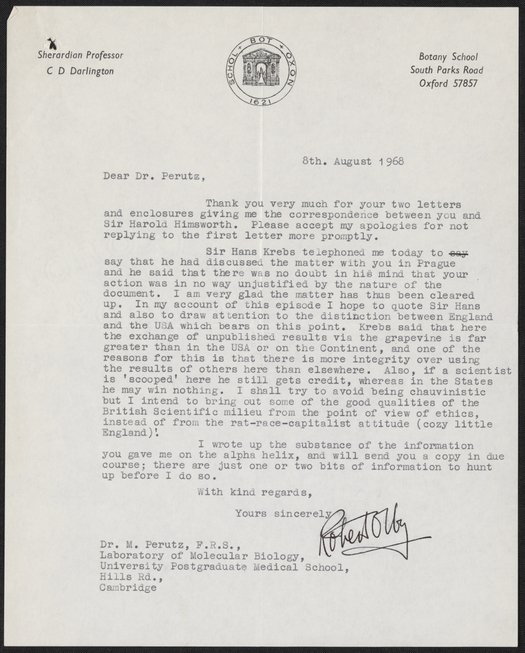 Sherardian Professor
C D Darlington
SCHOL + BOT + OXON
1621
Botany School
South Parks Road
Oxford 57857
8th. August 1968
Dear Dr. Perutz,
Thank you very much for your two letters
and enclosures giving me the correspondence between you and
Sir Harold Himsworth. Please accept my apologies for not
replying to the first letter more promptly.
Sir Hans Krebs telephoned me today to say
say that he had discussed the matter with you in Prague
and he said that there was no doubt in his mind that your
action was in no way unjustified by the nature of the
document. I am very glad the matter has thus been cleared
up. In my account of this episode I hope to quote Sir Hans
and also to draw attention to the distinction between England
and the USA which bears on this point. Krebs said that here
the exchange of unpublished results via the grapevine is far
greater than in the USA or on the Continent, and one of the
reasons for this is that there is more integrity over using
the results of others here than elsewhere. Also, if a scientist
is 'scooped' here he still gets credit, whereas in the States
he may win nothing. I shall try to avoid being chauvinistic
but I intend to bring out some of the good qualities of the
British Scientific milieu from the point of view of ethics,
instead of from the rat-race-capitalist attitude (cozy little
England)!
I wrote up the substance of the information
you gave me on the alpha helix, and will send you a copy in due
course; there are just one or two bits of information to hunt
up before I do so.
With kind regards,
Yours sincerely
Robert Olby
Dr. M. Perutz, F.R.S.,
Laboratory of Molecular Biology,
University Postgraduate Medical School,
Hills Rd.,
Cambridge